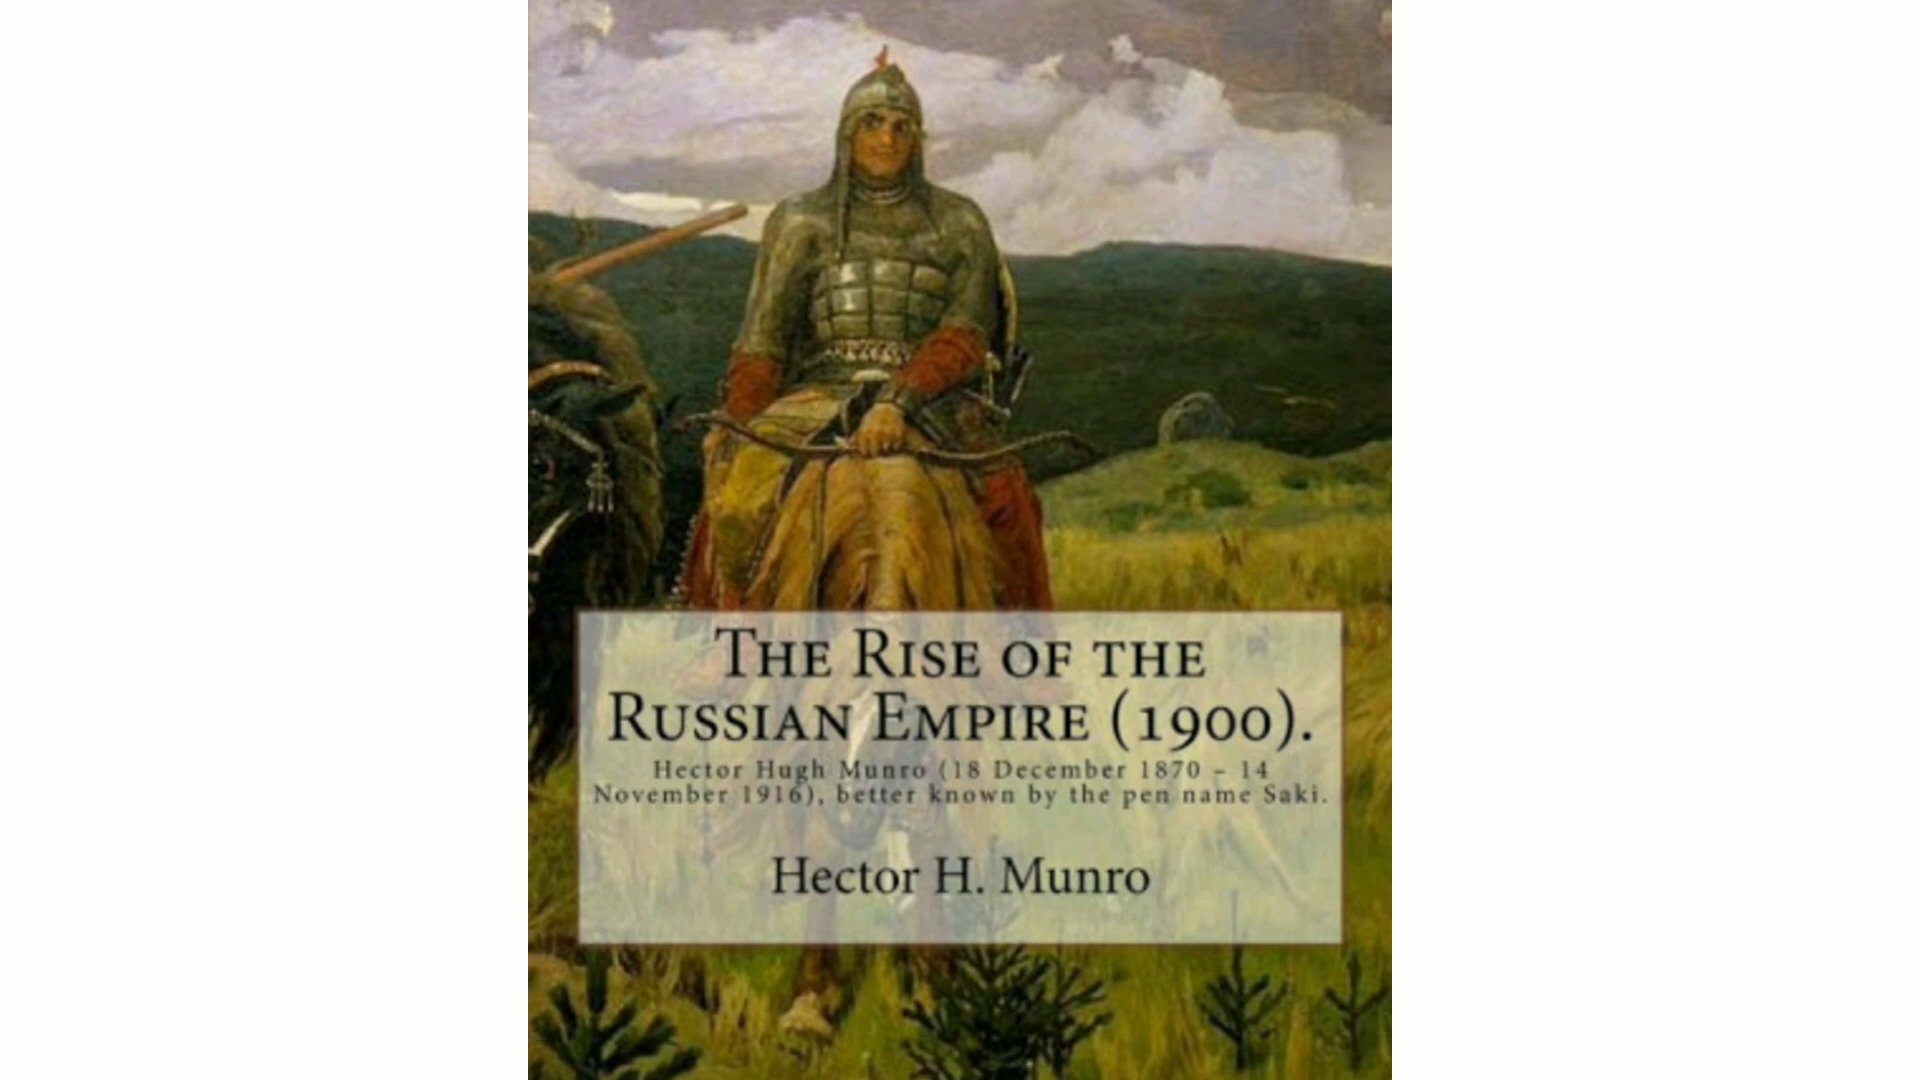 The Rise of the
Russian Empire (1900).
Hector Hugh Munro (18 December 1870 – 14
November 1916), better known by the pen name Saki.
Hector H. Munro